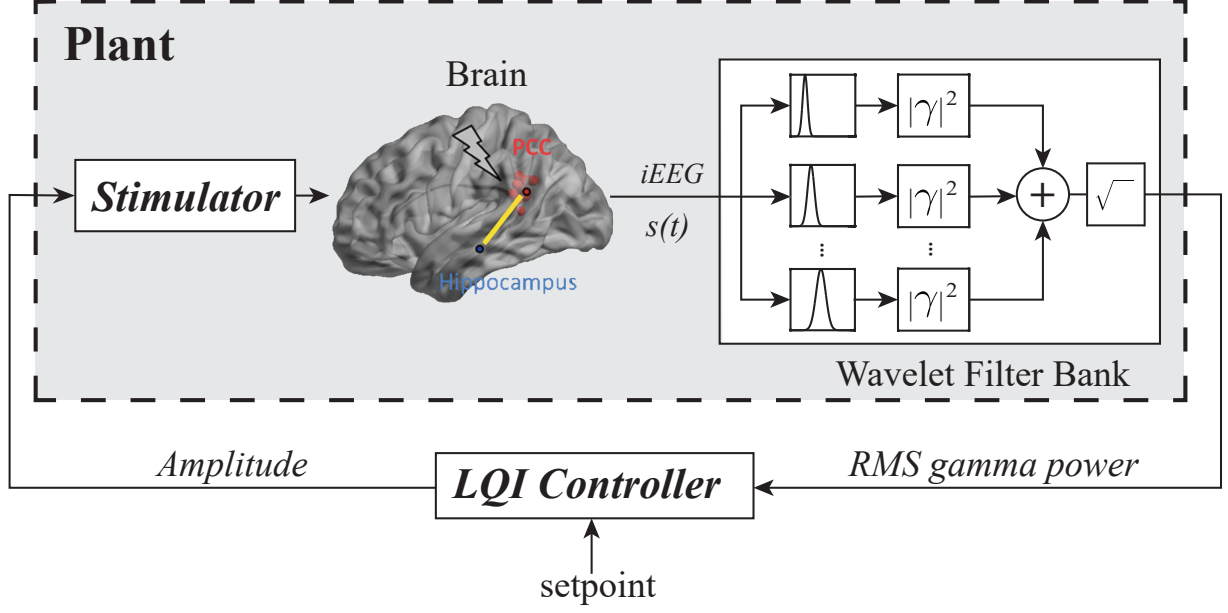 Plant
Brain
PCC
Hippocampus
Stimulator
iEEG
s(t)
|γ|²
|γ|²
...
...
|γ|²
+
√
Wavelet Filter Bank
Amplitude
LQI Controller
RMS gamma power
setpoint